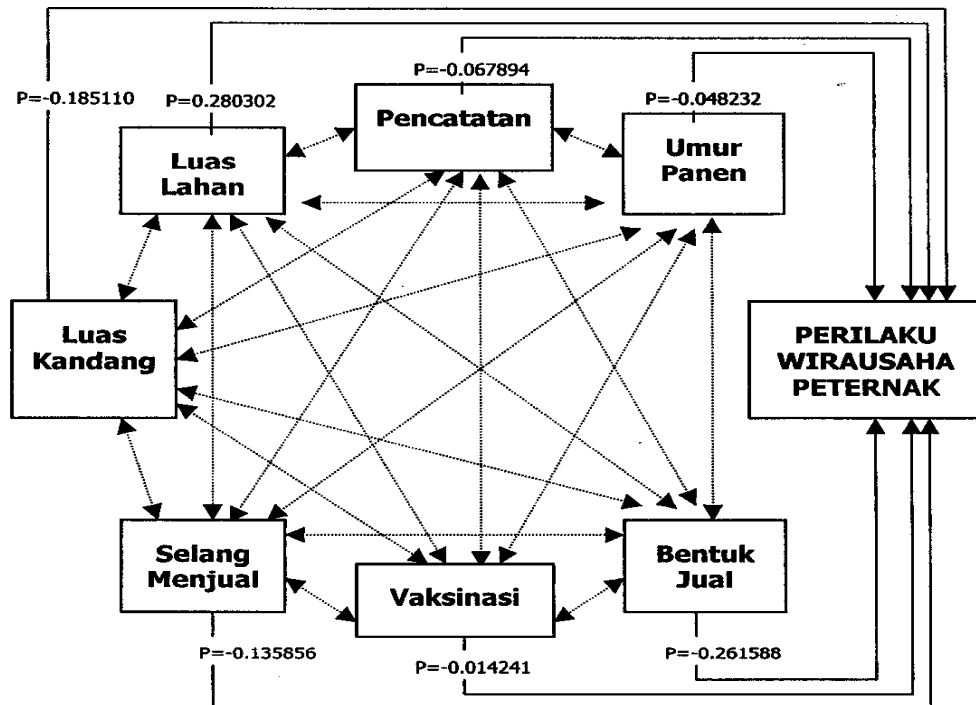 P=-0.067894
P=-0.185110
P=0.280302
P=-0.048232
Pencatatan
Umur
Panen
Luas
Lahan
Luas
Kandang
PERILAKU
WIRAUSAHA
PETERNAK
Selang
Menjual
Vaksinasi
Bentuk
Jual
P=-0.135856
P=-0.014241
P=-0.261588